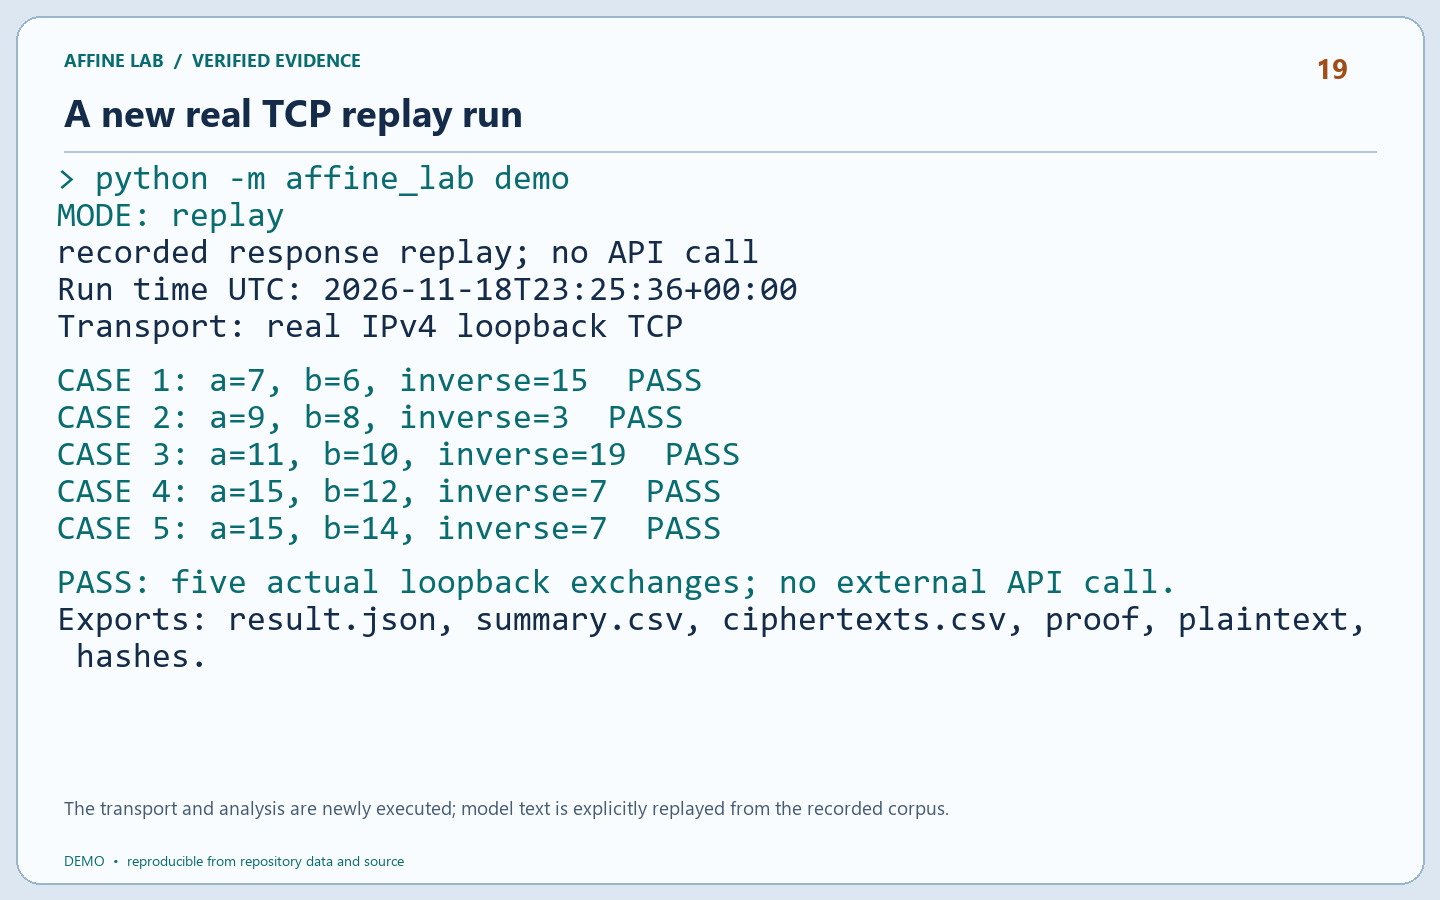 AFFINE LAB / VERIFIED EVIDENCE
19
A new real TCP replay run
> python -m affine_lab demo
MODE: replay
recorded response replay; no API call
Run time UTC: 2026-11-18T23:25:36+00:00
Transport: real IPv4 loopback TCP
CASE 1: a=7, b=6, inverse=15  PASS
CASE 2: a=9, b=8, inverse=3  PASS
CASE 3: a=11, b=10, inverse=19  PASS
CASE 4: a=15, b=12, inverse=7  PASS
CASE 5: a=15, b=14, inverse=7  PASS
PASS: five actual loopback exchanges; no external API call.
Exports: result.json, summary.csv, ciphertexts.csv, proof, plaintext,
hashes.
The transport and analysis are newly executed; model text is explicitly replayed from the recorded corpus.
DEMO • reproducible from repository data and source